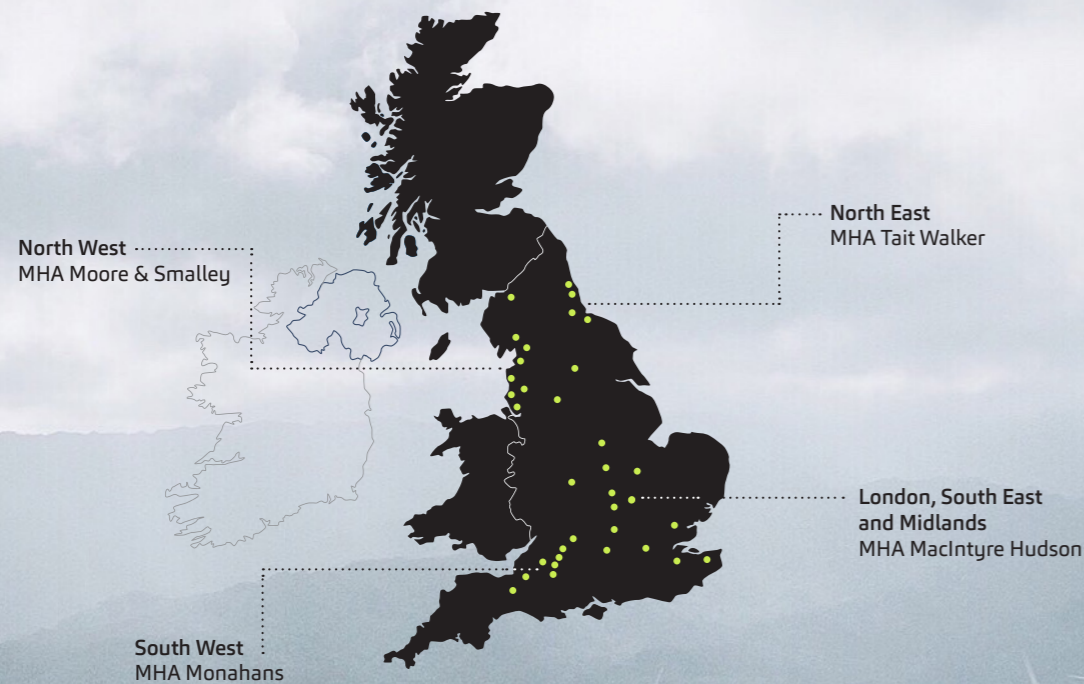 North East
MHA Tait Walker
North West
MHA Moore & Smalley
London, South East
and Midlands
MHA MacIntyre Hudson
South West
MHA Monahans